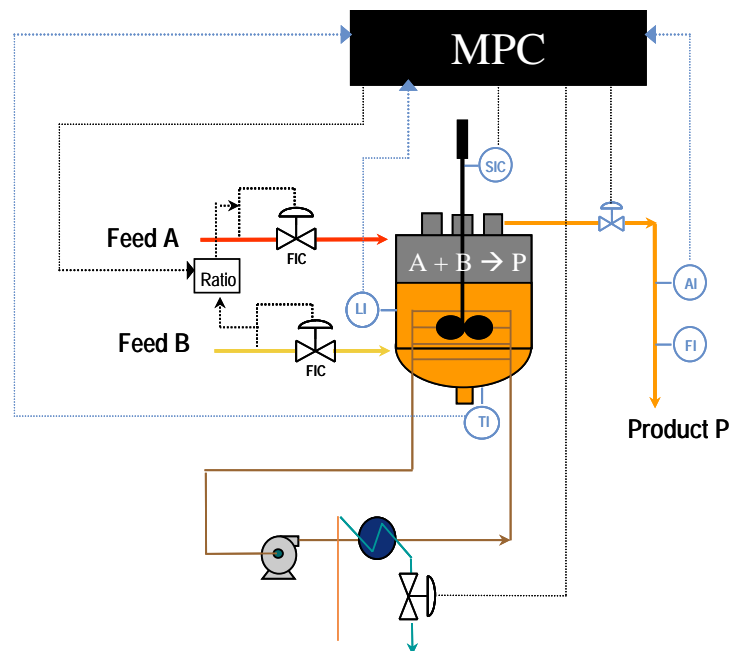 MPC
SIC
Feed A
FIC
A + B → P
Ratio
LI
AI
Feed B
FIC
FI
TI
Product P